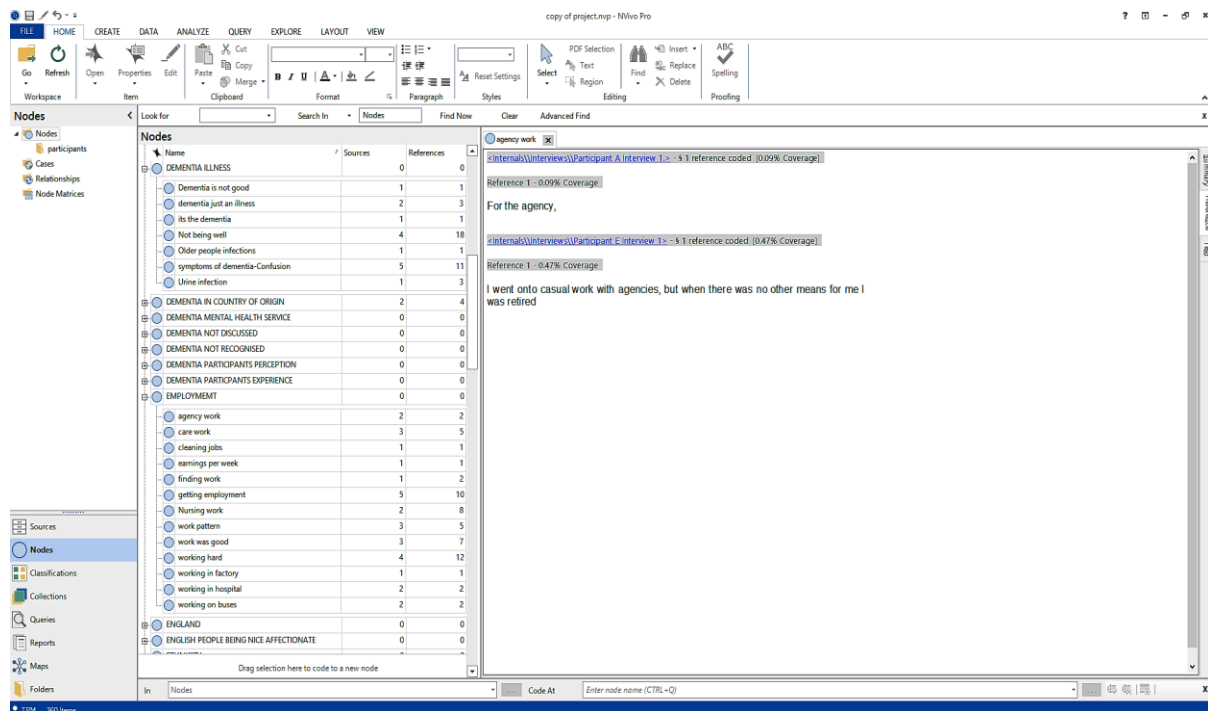 copy of project.nvp - NVivo Pro
FILE HOME CREATE DATA ANALYZE QUERY EXPLORE LAYOUT VIEW
Go Refresh Open Properties Edit Paste Cut Copy Merge
B I U A
Reset Settings
Select PDF Selection Text Region Find Insert Replace Delete ABC Spelling
Workspace Item Clipboard Format Paragraph Styles Editing Proofing
Nodes
Look for Search In Nodes Find Now Clear Advanced Find X
Nodes
participants
Cases
Relationships
Node Matrices
Sources
Nodes
Classifications
Collections
Queries
Reports
Maps
Folders
Nodes
Name Sources References
DEMENTIA ILLNESS 0 0
Dementia is not good 1 1
dementia just an illness 2 3
its the dementia 1 1
Not being well 4 18
Older people infections 1 1
symptoms of dementia-Confusion 5 11
Urine infection 1 3
DEMENTIA IN COUNTRY OF ORIGIN 2 4
DEMENTIA MENTAL HEALTH SERVICE 0 0
DEMENTIA NOT DISCUSSED 0 0
DEMENTIA NOT RECOGNISED 0 0
DEMENTIA PARTICIPANTS PERCEPTION 0 0
DEMENTIA PARTICPANTS EXPERIENCE 0 0
EMPLOYMEMT 0 0
agency work 2 2
care work 3 5
cleaning jobs 1 1
earnings per week 1 1
finding work 1 2
getting employment 5 10
Nursing work 2 8
work pattern 3 5
work was good 3 7
working hard 4 12
working in factory 1 1
working in hospital 2 2
working on buses 2 2
ENGLAND 0 0
ENGLISH PEOPLE BEING NICE AFFECTIONATE 0 0
Drag selection here to code to a new node
agency work
<Internals\\Interviews\\Participant A Interview 1.> - § 1 reference coded [0.09% Coverage]
Reference 1 - 0.09% Coverage
For the agency,
<Internals\\Interviews\\Participant E Interview 1> - § 1 reference coded [0.47% Coverage]
Reference 1 - 0.47% Coverage
I went onto casual work with agencies, but when there was no other means for me I
was retired
Summary
In Nodes Code At Enter node name (CTRL+Q) X